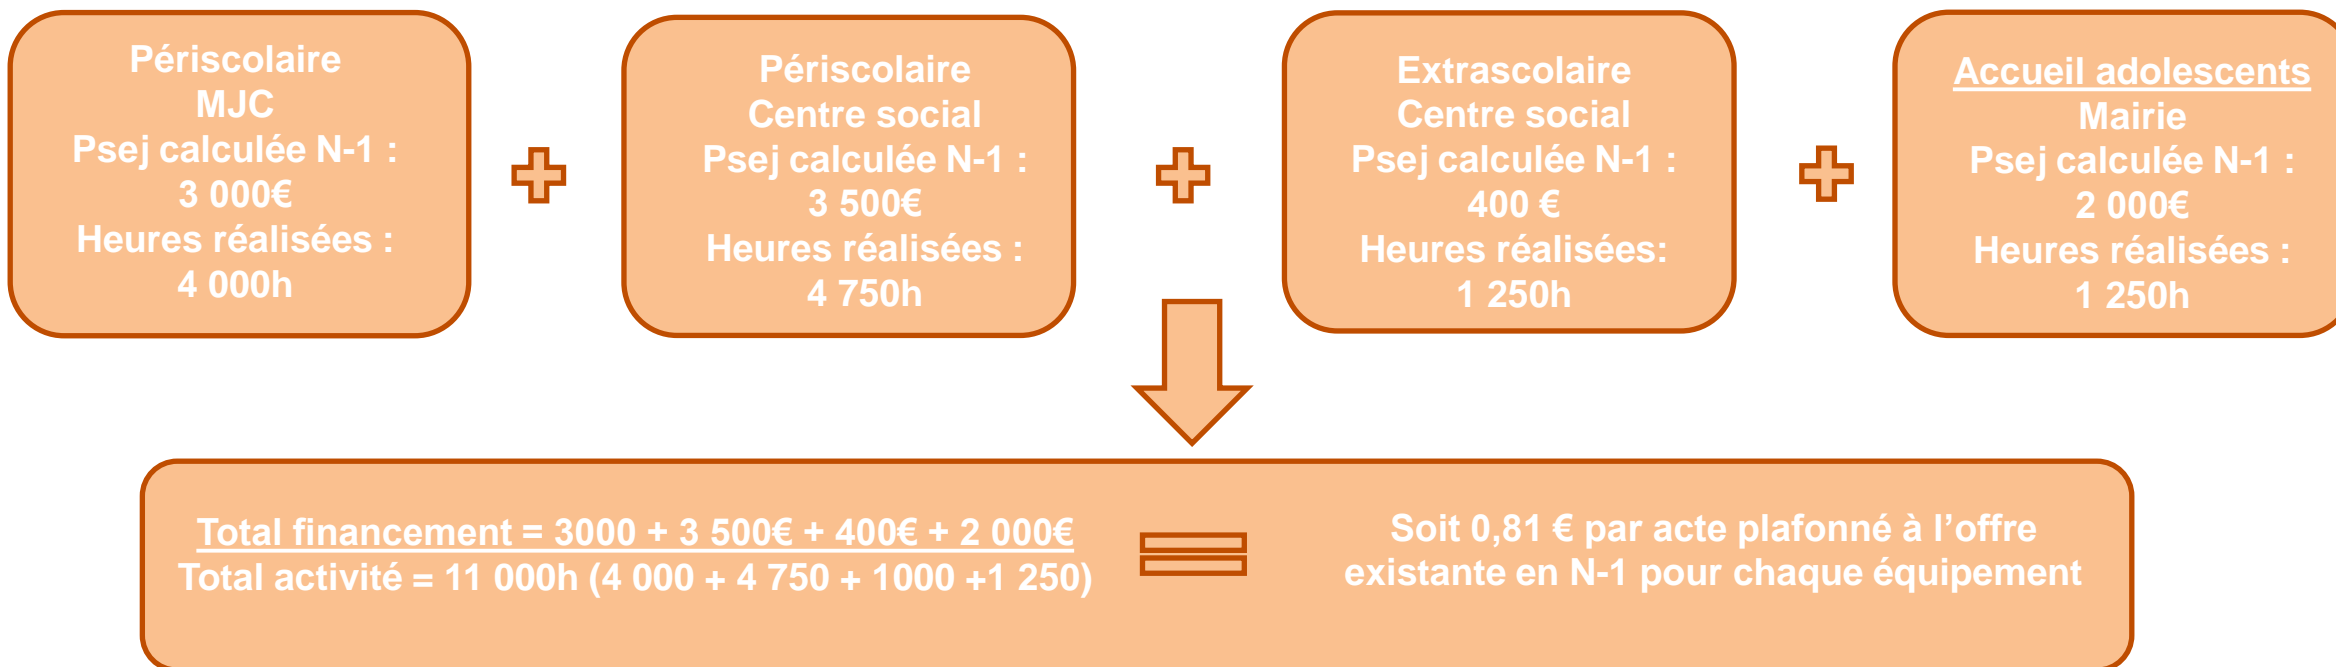 Périscolaire
MJC
Psej calculée N-1 :
3 000€
Heures réalisées :
4 000h
Périscolaire
Centre social
Psej calculée N-1 :
3 500€
Heures réalisées :
4 750h
Extrascolaire
Centre social
Psej calculée N-1 :
400 €
Heures réalisées:
1 250h
Accueil adolescents
Mairie
Psej calculée N-1 :
2 000€
Heures réalisées :
1 250h
Total financement = 3000 + 3 500€ + 400€ + 2 000€
Total activité = 11 000h (4 000 + 4 750 + 1000 +1 250)
Soit 0,81 € par acte plafonné à l’offre
existante en N-1 pour chaque équipement